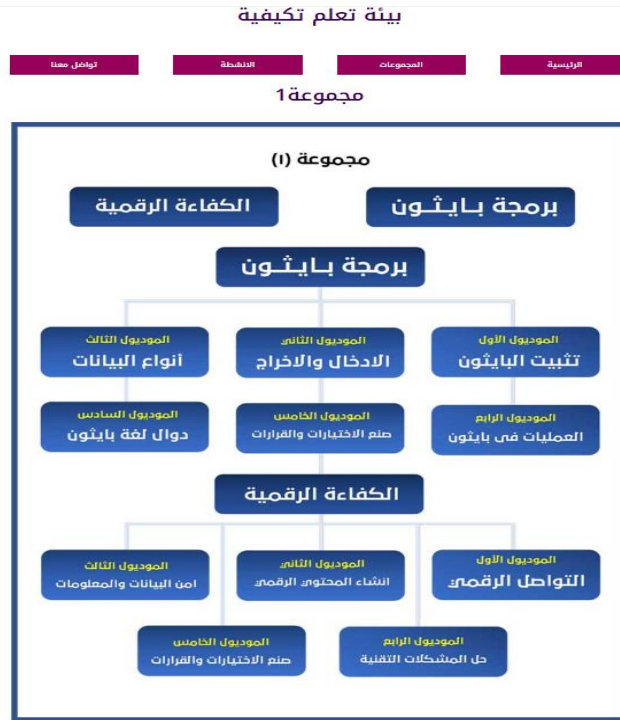 بيئة تعلم تكيفية
الرئيسية
المجموعات
الانشطة
تواصل معنا
مجموعة1
مجموعة (١)
برمجة بـايـثـون
الكفاءة الرقمية
برمجة بـايـثـون
الموديول الأول
تثبيت البايثون
الموديول الثاني
الادخال والاخراج
الموديول الثالث
أنواع البيانات
الموديول الرابع
العمليات فى بايثون
الموديول الخامس
صنع الاختيارات والقرارات
الموديول السادس
دوال لغة بايثون
الكفاءة الرقمية
الموديول الأول
التواصل الرقمي
الموديول الثاني
انشاء المحتوي الرقمي
الموديول الثالث
امن البيانات والمعلومات
الموديول الرابع
حل المشكلات التقنية
الموديول الخامس
صنع الاختيارات والقرارات